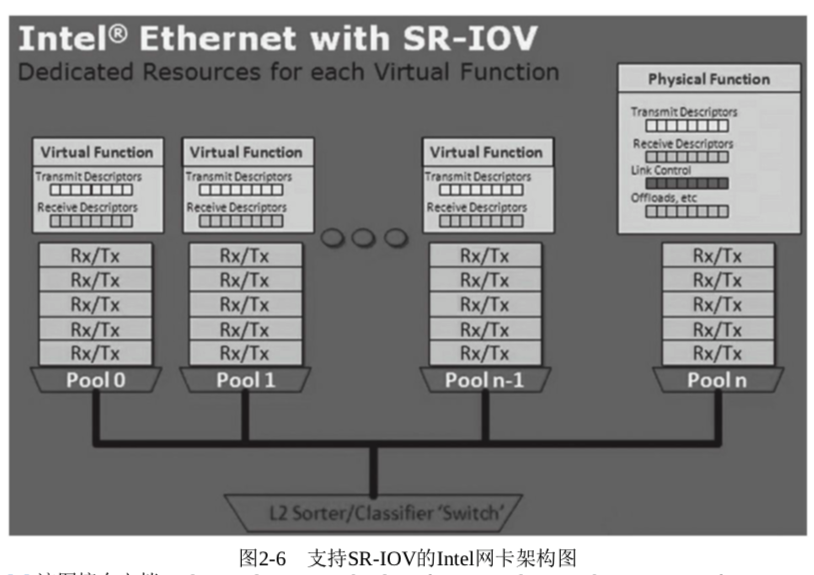 Intel® Ethernet with SR-IOV
Dedicated Resources for each Virtual Function
Physical Function
Transmit Descriptors
Receive Descriptors
Link Control
Offloads, etc
Virtual Function
Transmit Descriptors
Receive Descriptors
Virtual Function
Transmit Descriptors
Receive Descriptors
Virtual Function
Transmit Descriptors
Receive Descriptors
Rx/Tx
Rx/Tx
Rx/Tx
Rx/Tx
Rx/Tx
Pool 0
Rx/Tx
Rx/Tx
Rx/Tx
Rx/Tx
Rx/Tx
Pool 1
Rx/Tx
Rx/Tx
Rx/Tx
Rx/Tx
Rx/Tx
Pool n-1
Rx/Tx
Rx/Tx
Rx/Tx
Rx/Tx
Rx/Tx
Pool n
L2 Sorter/Classifier 'Switch'
图2-6 支持SR-IOV的Intel网卡架构图